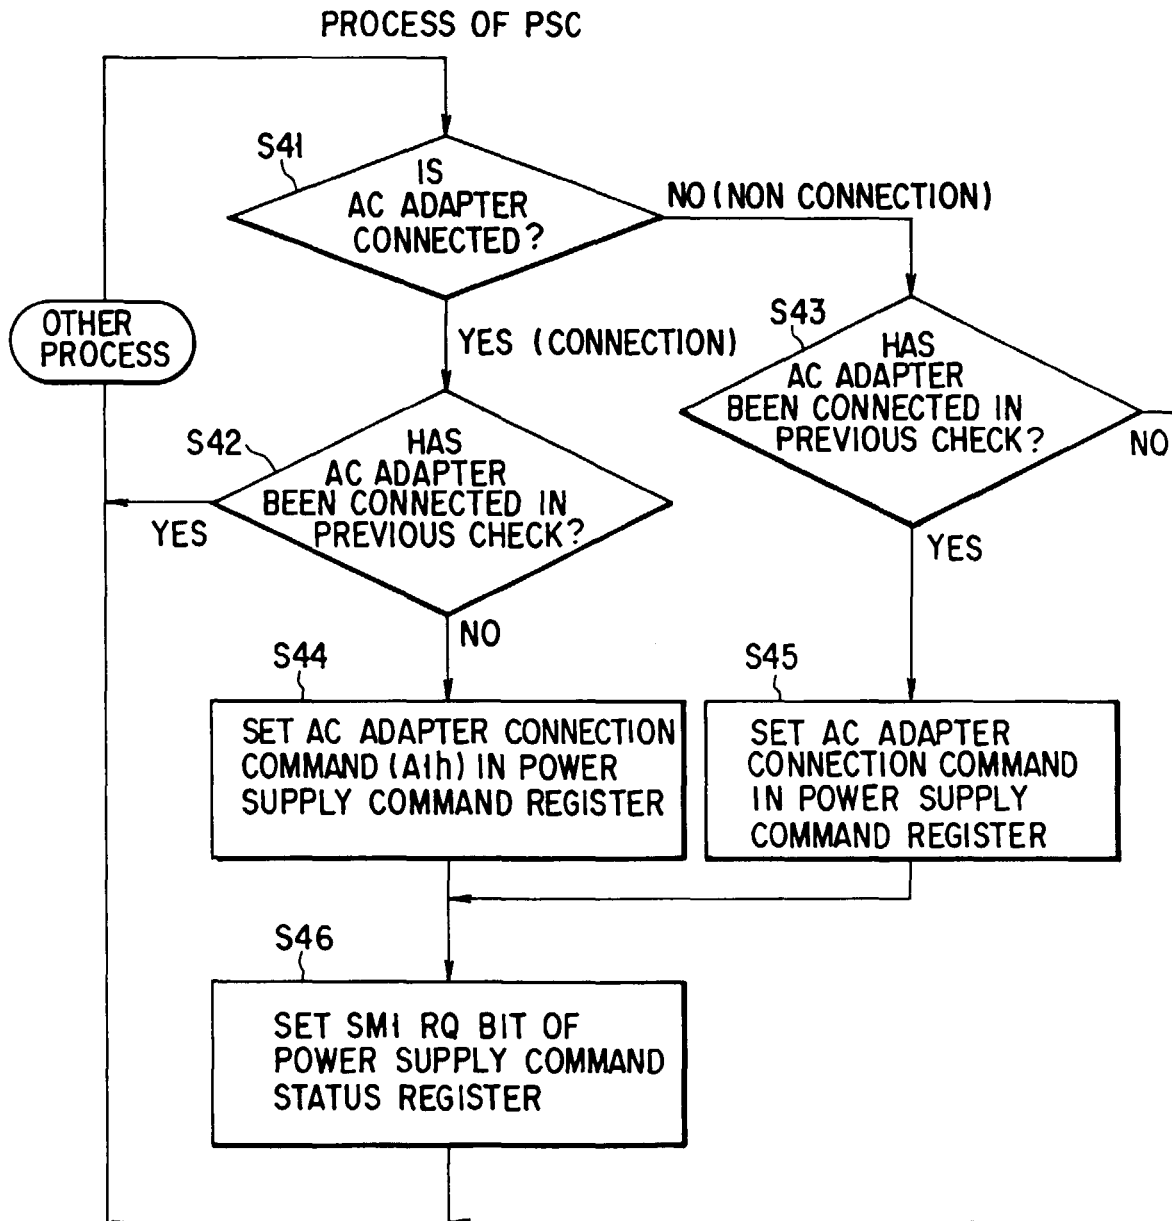 PROCESS OF PSC
S41
IS
AC ADAPTER
CONNECTED?
NO (NON CONNECTION)
OTHER
PROCESS
YES (CONNECTION)
S43
HAS
AC ADAPTER
BEEN CONNECTED IN
PREVIOUS CHECK?
NO
S42
HAS
AC ADAPTER
BEEN CONNECTED IN
PREVIOUS CHECK?
YES
YES
NO
S44
SET AC ADAPTER CONNECTION
COMMAND (A1h) IN POWER
SUPPLY COMMAND REGISTER
S45
SET AC ADAPTER
CONNECTION COMMAND
IN POWER SUPPLY
COMMAND REGISTER
S46
SET SMI RQ BIT OF
POWER SUPPLY COMMAND
STATUS REGISTER